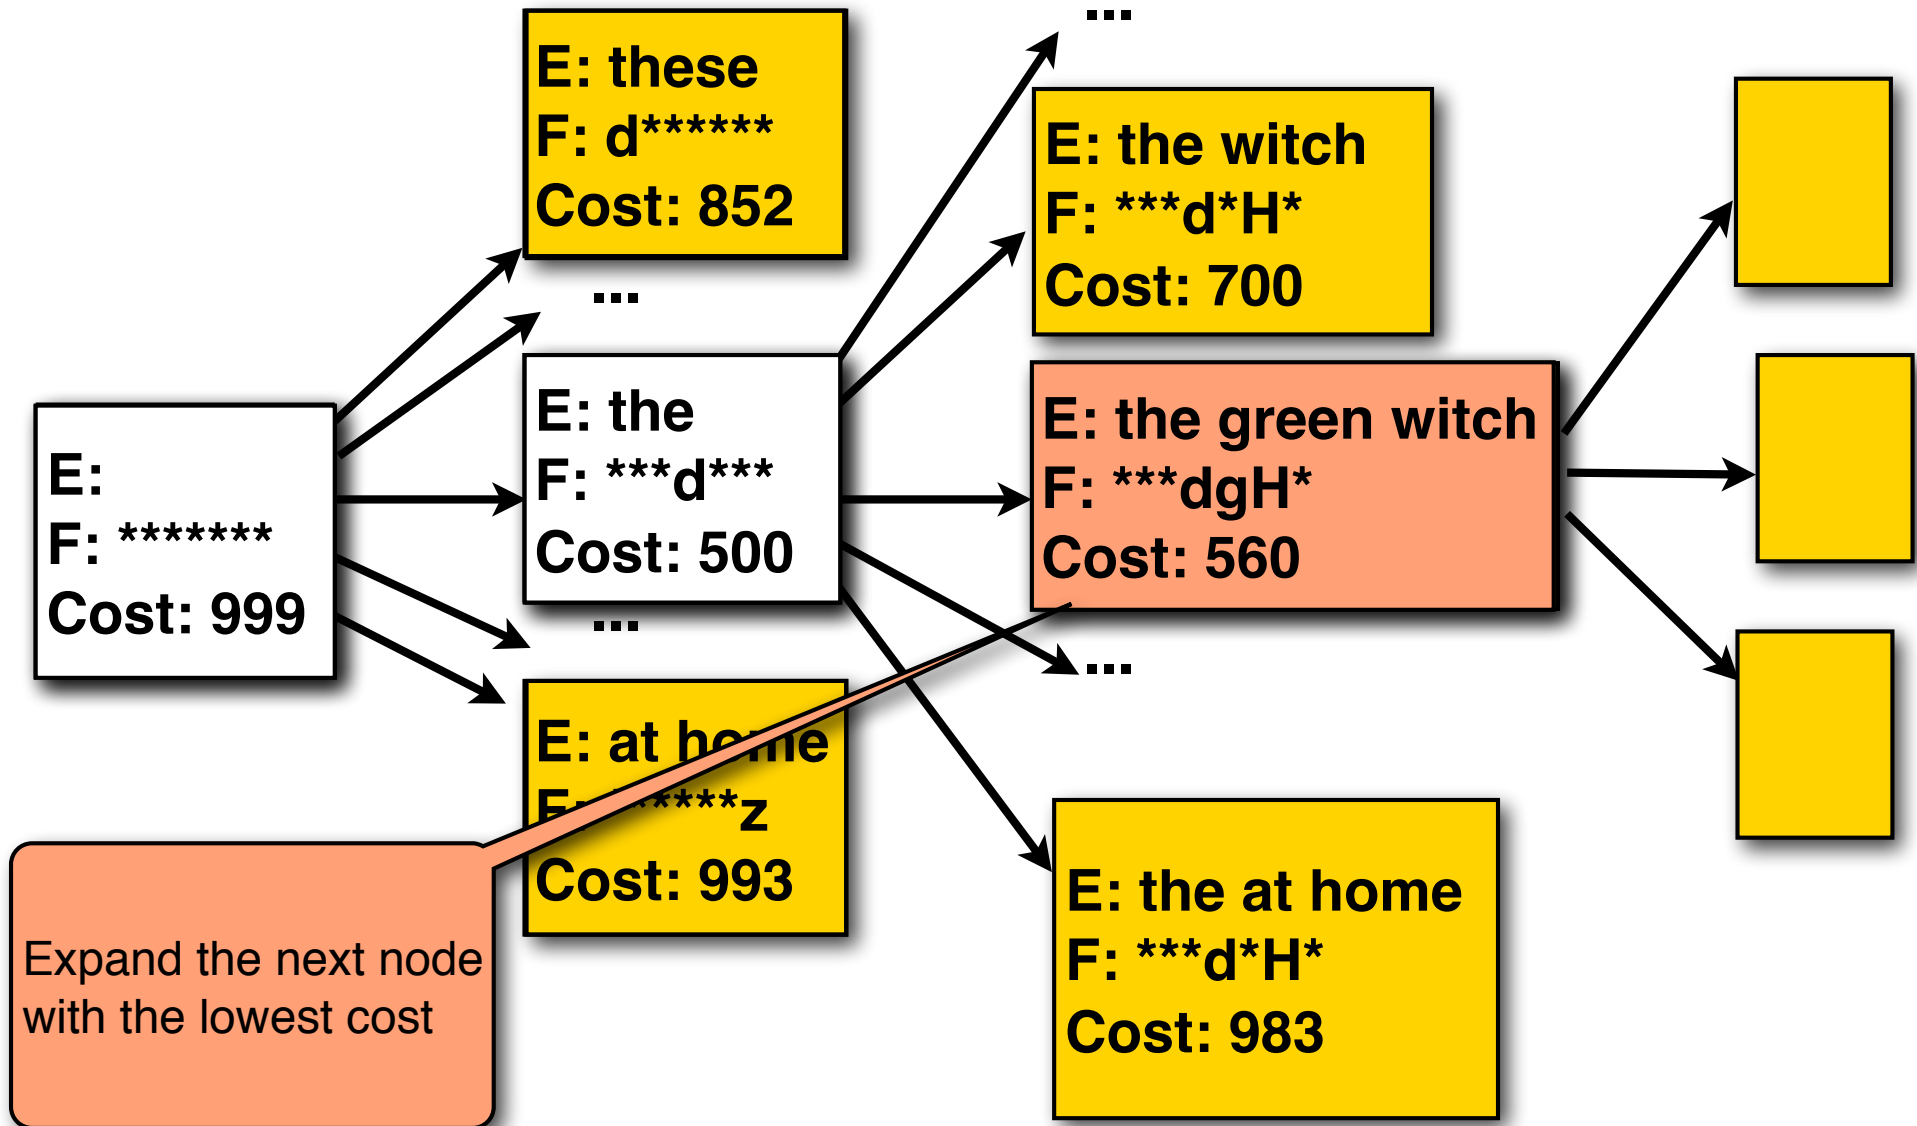 ...
E: these
F: d******
Cost: 852
...
E: the witch
F: ***d*H*
Cost: 700
E:
F: *******
Cost: 999
E: the
F: ***d***
Cost: 500
E: the green witch
F: ***dgH*
Cost: 560
...
...
E: at home
F: ******z
Cost: 993
E: the at home
F: ***d*H*
Cost: 983
Expand the next node
with the lowest cost